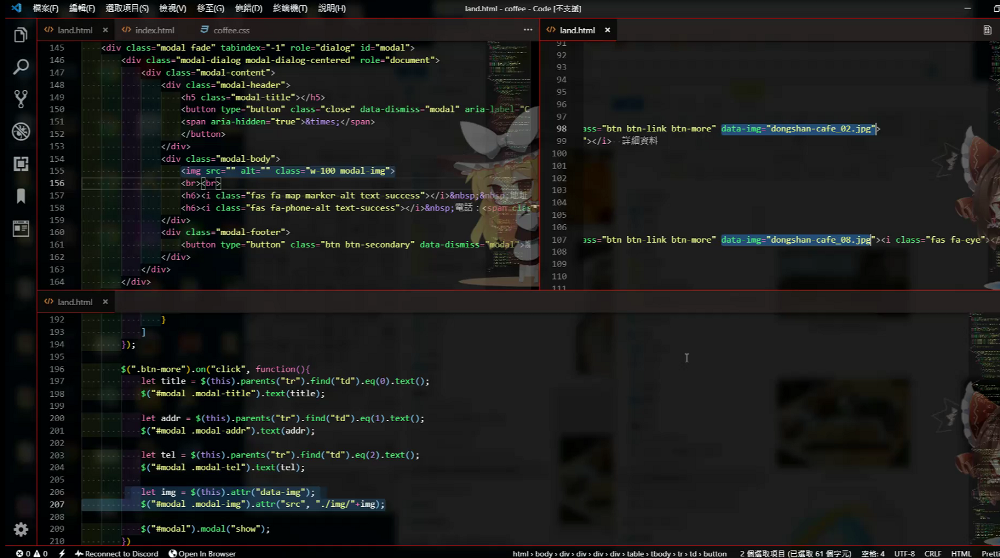 檔案(F) 編輯(E) 選取項目(S) 檢視(V) 移至(G) 偵錯(D) 終端機(T) 說明(H) land.html - coffee - Code [不支援]
land.html × index.html coffee.css ···
145 <div class="modal fade" tabindex="-1" role="dialog" id="modal">
146 <div class="modal-dialog modal-dialog-centered" role="document">
147 <div class="modal-content">
148 <div class="modal-header">
149 <h5 class="modal-title"></h5>
150 <button type="button" class="close" data-dismiss="modal" aria-label="C
151 <span aria-hidden="true">&times;</span>
152 </button>
153 </div>
154 <div class="modal-body">
155 <img src="" alt="" class="w-100 modal-img">
156 <br><br>
157 <h6><i class="fas fa-map-marker-alt text-success"></i>&nbsp;&nbsp;地址
158 <h6><i class="fas fa-phone-alt text-success"></i>&nbsp;電話：<span clas
159 </div>
160 <div class="modal-footer">
161 <button type="button" class="btn btn-secondary" data-dismiss="modal">
162 </div>
163 </div>
164 </div>
land.html ×
91
92
93
94
95
96
97
98 ass="btn btn-link btn-more" data-img="dongshan-cafe_02.jpg">
99 "></i> 詳細資料
100
101
102
103
104
105
106
107 ass="btn btn-link btn-more" data-img="dongshan-cafe_08.jpg"><i class="fas fa-eye"></
108
109
110
111
land.html ×
192 }
193 ]
194 });
195
196 $(".btn-more").on("click", function(){
197 let title = $(this).parents("tr").find("td").eq(0).text();
198 $("#modal .modal-title").text(title);
199
200 let addr = $(this).parents("tr").find("td").eq(1).text();
201 $("#modal .modal-addr").text(addr);
202
203 let tel = $(this).parents("tr").find("td").eq(2).text();
204 $("#modal .modal-tel").text(tel);
205
206 let img = $(this).attr("data-img");
207 $("#modal .modal-img").attr("src", "./img/"+img);
208
209 $("#modal").modal("show");
210 })
0 0 Reconnect to Discord Open In Browser html › body › div › div › div › div › table › tbody › tr › td › button 2 個選取項目 (已選取 61 個字元) 空格: 4 UTF-8 CRLF HTML Prett